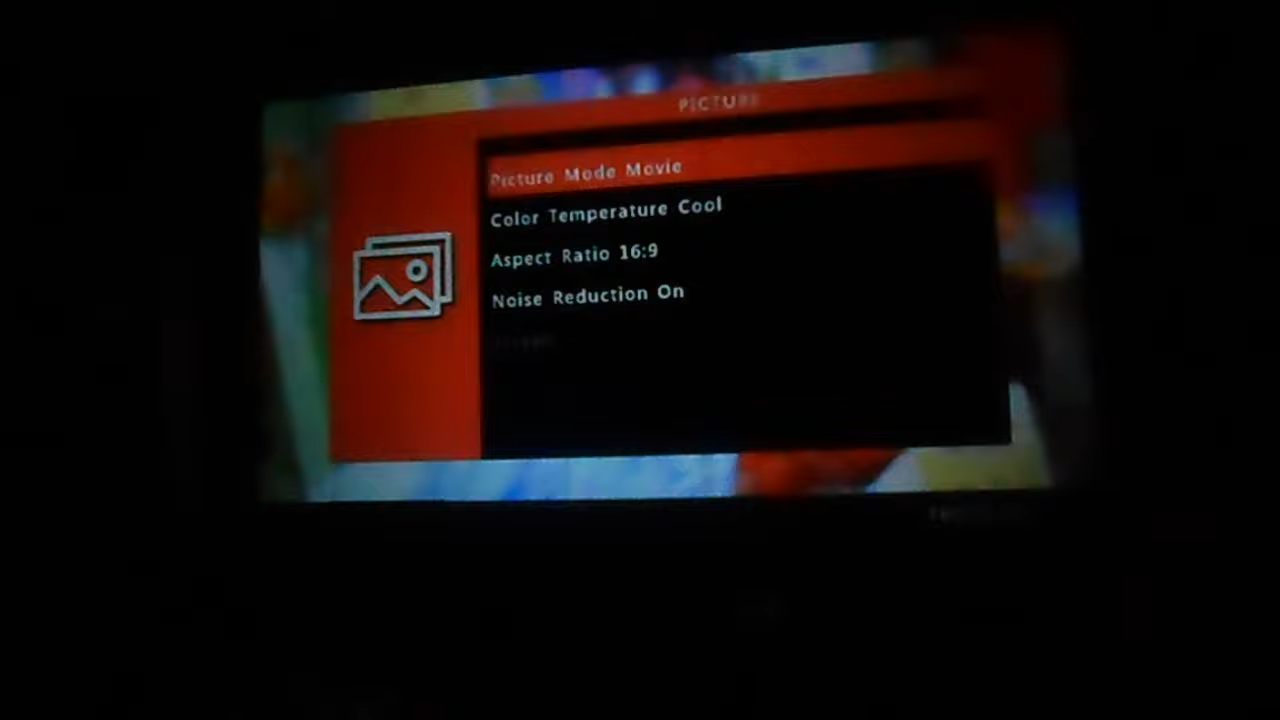 PICTURE
Picture Mode Movie
Color Temperature Cool
Aspect Ratio 16:9
Noise Reduction On